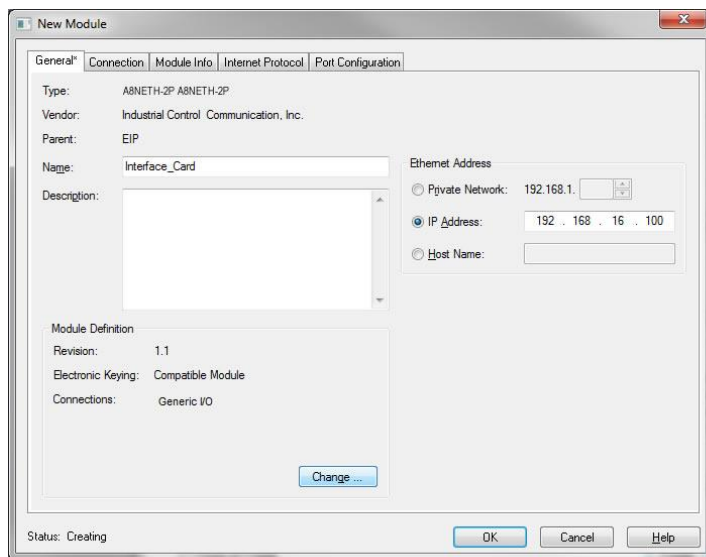 New Module
General* Connection Module Info Internet Protocol Port Configuration
Type: A8NETH-2P A8NETH-2P
Vendor: Industrial Control Communication, Inc.
Parent: EIP
Name: Interface_Card
Description:
Ethernet Address
Private Network: 192.168.1.
IP Address: 192 . 168 . 16 . 100
Host Name:
Module Definition
Revision: 1.1
Electronic Keying: Compatible Module
Connections: Generic I/O
Change ...
Status: Creating
OK Cancel Help